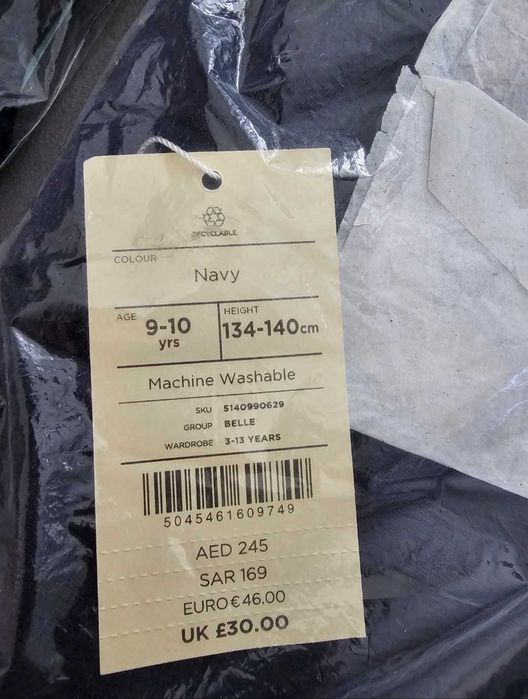 RECYCLABLE
COLOUR
Navy
AGE
9-10
yrs
HEIGHT
134-140cm
Machine Washable
SKU 5140990629
GROUP BELLE
WARDROBE 3-13 YEARS
5045461609749
AED 245
SAR 169
EURO € 46.00
UK £30.00